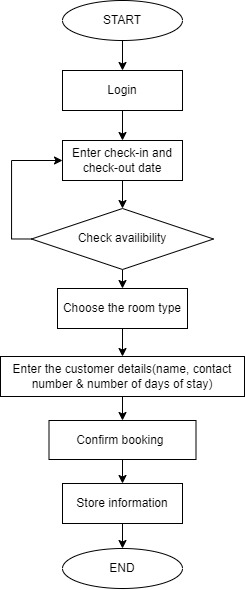 START
Login
Enter check-in and
check-out date
Check availibility
Choose the room type
Enter the customer details(name, contact
number & number of days of stay)
Confirm booking
Store information
END